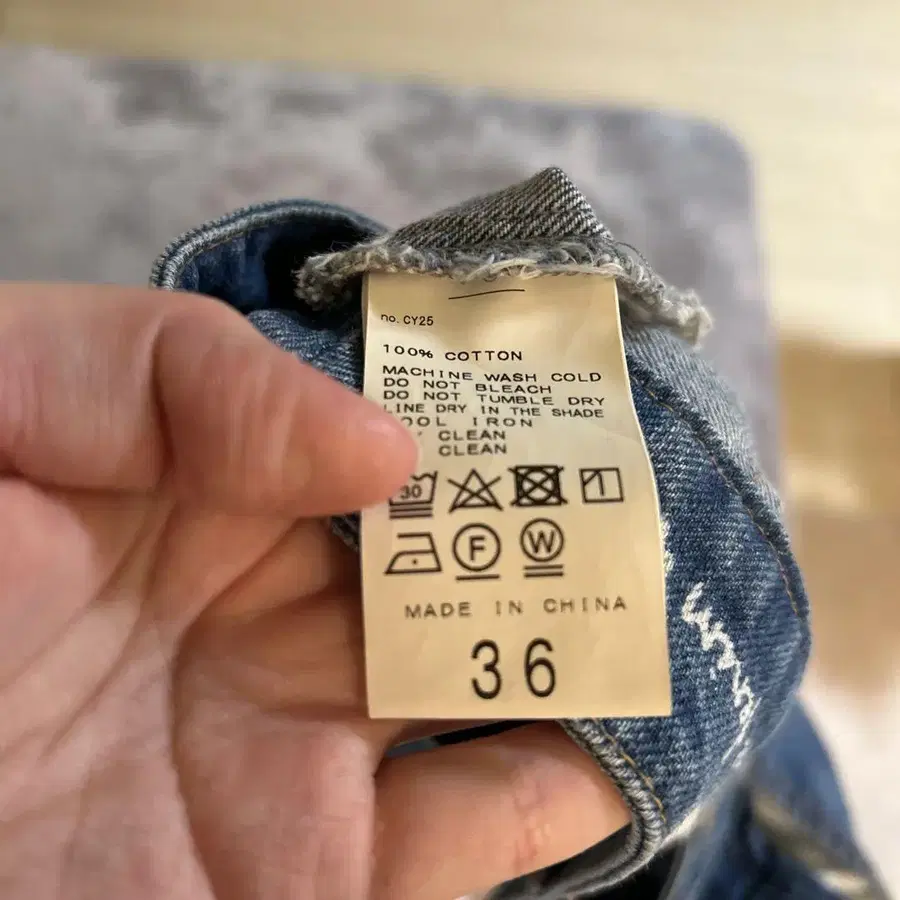 no. CY25
100% COTTON
MACHINE WASH COLD
DO NOT BLEACH
DO NOT TUMBLE DRY
LINE DRY IN THE SHADE
IRON
CLEAN
CLEAN
30
F W
MADE IN CHINA
36